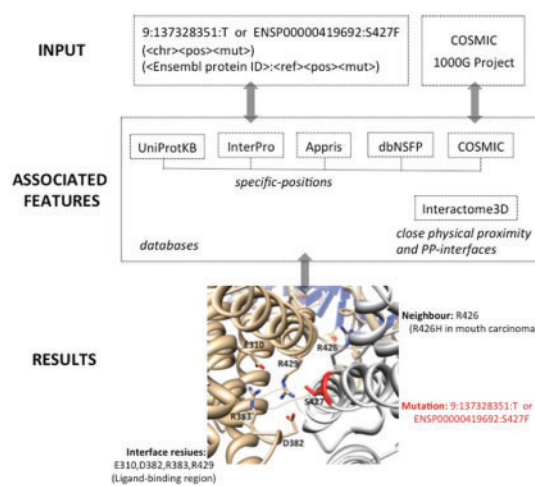 INPUT
9:137328351:T or ENSP00000419692:S427F
(<chr><pos><mut>)
(<Ensembl protein ID>:<ref><pos><mut>)
COSMIC
1000G Project
ASSOCIATED
FEATURES
UniProtKB
InterPro
Appris
dbNSFP
COSMIC
specific-positions
Interactome3D
databases
close physical proximity
and PP-interfaces
RESULTS
E310
R429
R426
S427
R383
D382
Neighbour: R426
(R426H in mouth carcinoma)
Mutation: 9:137328351:T or
ENSP00000419692:S427F
Interface resiues:
E310,D382,R383,R429
(Ligand-binding region)